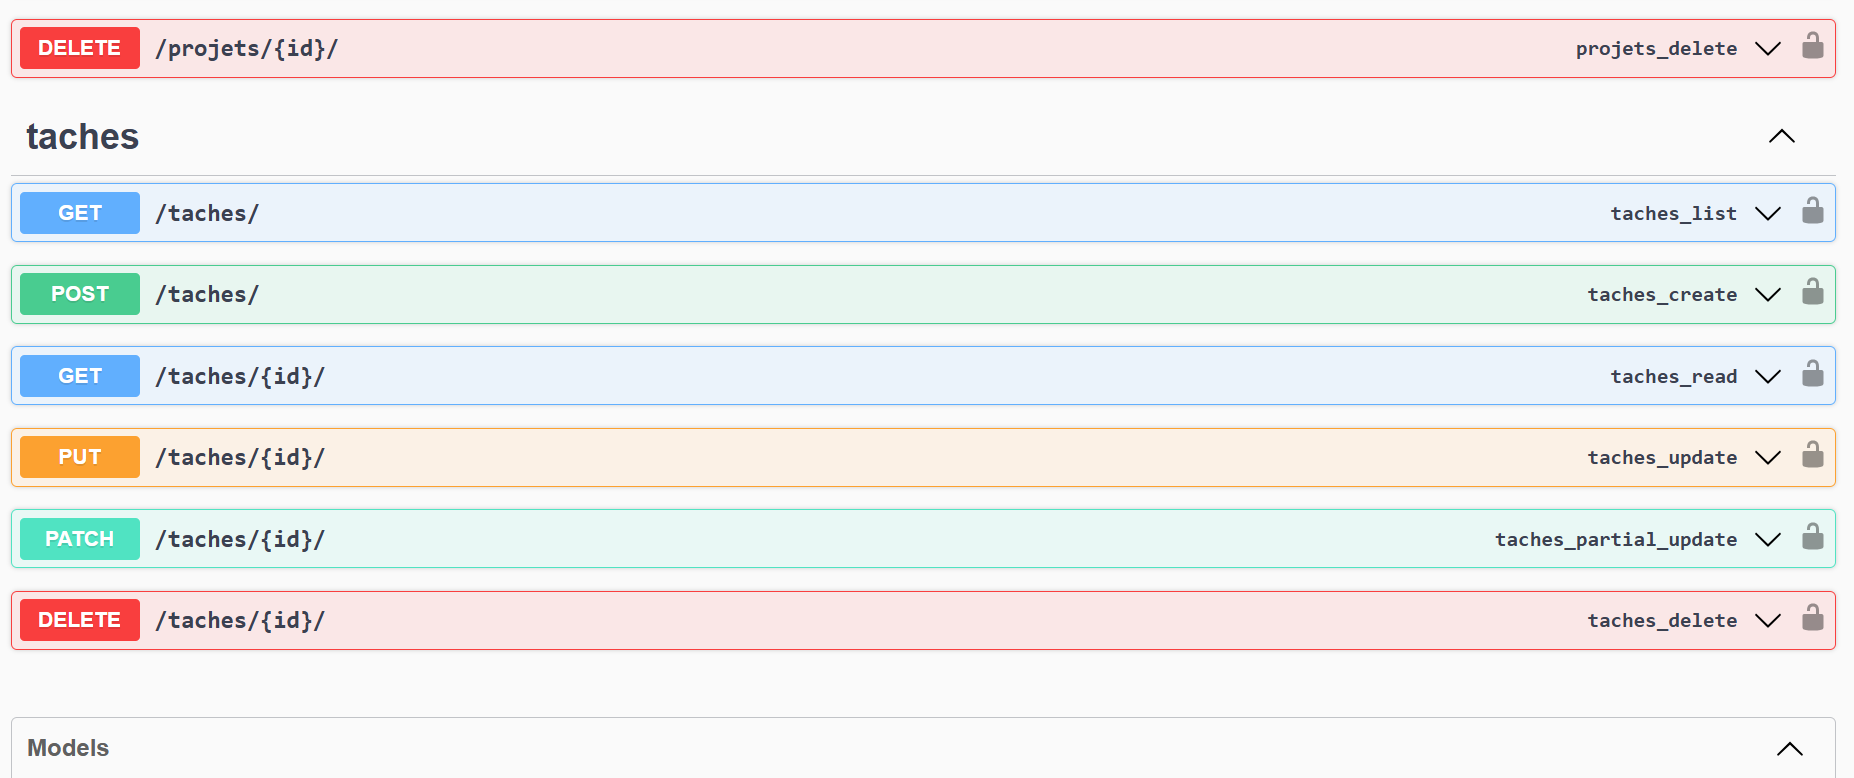 DELETE /projets/{id}/ projets_delete
taches
GET /taches/ taches_list
POST /taches/ taches_create
GET /taches/{id}/ taches_read
PUT /taches/{id}/ taches_update
PATCH /taches/{id}/ taches_partial_update
DELETE /taches/{id}/ taches_delete
Models